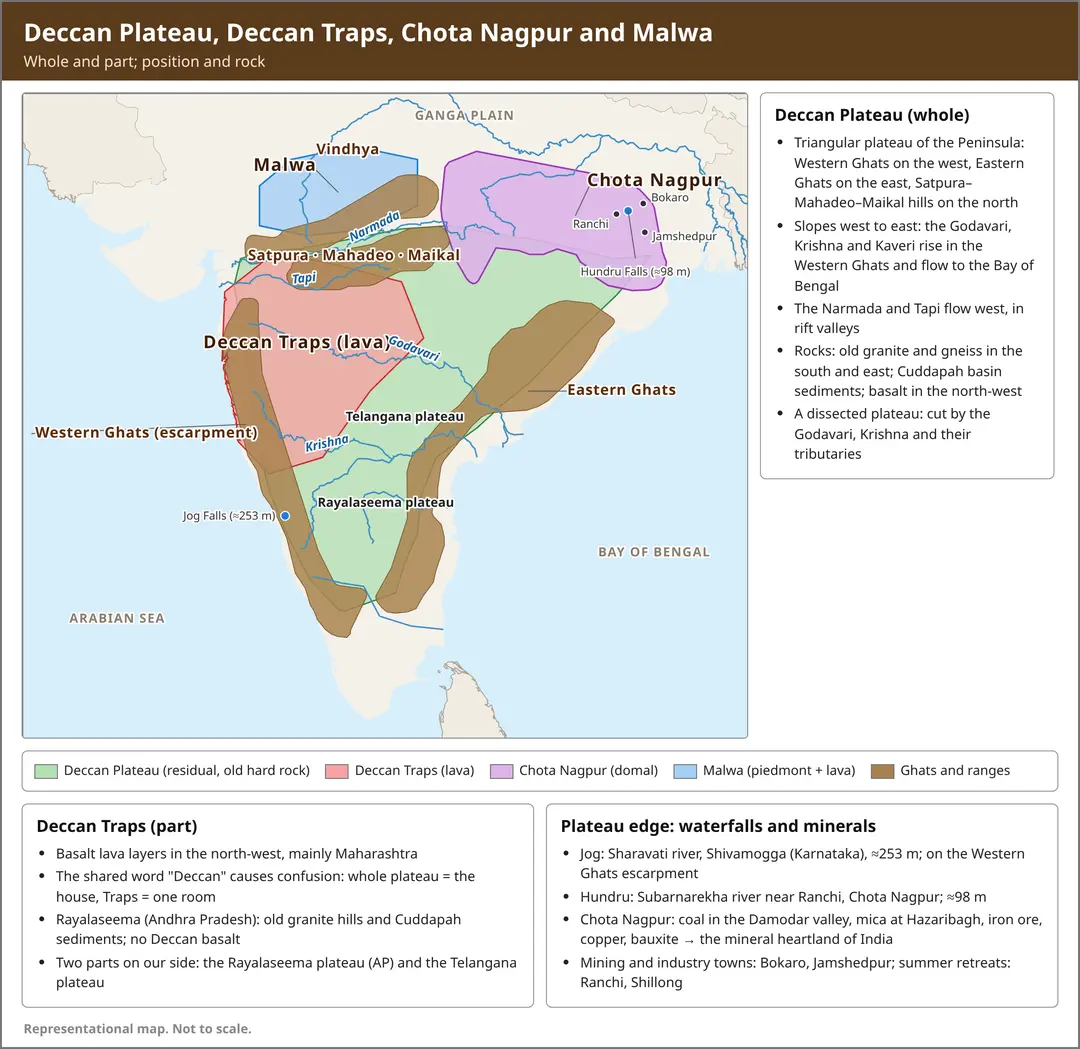 Deccan Plateau, Deccan Traps, Chota Nagpur and Malwa
Whole and part; position and rock
GANGA PLAIN
Vindhya
Malwa
Chota Nagpur
Bokaro
Ranchi
Jamshedpur
Narmada
Satpura · Mahadeo · Maikal
Tapi
Hundru Falls (≈98 m)
Deccan Traps (lava)
Godavari
Eastern Ghats
Telangana plateau
Western Ghats (escarpment)
Krishna
Rayalaseema plateau
Jog Falls (≈253 m)
BAY OF BENGAL
ARABIAN SEA
Deccan Plateau (whole)
• Triangular plateau of the Peninsula:
Western Ghats on the west, Eastern
Ghats on the east, Satpura–
Mahadeo–Maikal hills on the north
• Slopes west to east: the Godavari,
Krishna and Kaveri rise in the
Western Ghats and flow to the Bay of
Bengal
• The Narmada and Tapi flow west, in
rift valleys
• Rocks: old granite and gneiss in the
south and east; Cuddapah basin
sediments; basalt in the north-west
• A dissected plateau: cut by the
Godavari, Krishna and their
tributaries
Deccan Plateau (residual, old hard rock)
Deccan Traps (lava)
Chota Nagpur (domal)
Malwa (piedmont + lava)
Ghats and ranges
Deccan Traps (part)
• Basalt lava layers in the north-west, mainly Maharashtra
• The shared word "Deccan" causes confusion: whole plateau = the
house, Traps = one room
• Rayalaseema (Andhra Pradesh): old granite hills and Cuddapah
sediments; no Deccan basalt
• Two parts on our side: the Rayalaseema plateau (AP) and the Telangana
plateau
Plateau edge: waterfalls and minerals
• Jog: Sharavati river, Shivamogga (Karnataka), ≈253 m; on the Western
Ghats escarpment
• Hundru: Subarnarekha river near Ranchi, Chota Nagpur; ≈98 m
• Chota Nagpur: coal in the Damodar valley, mica at Hazaribagh, iron ore,
copper, bauxite → the mineral heartland of India
• Mining and industry towns: Bokaro, Jamshedpur; summer retreats:
Ranchi, Shillong
Representational map. Not to scale.